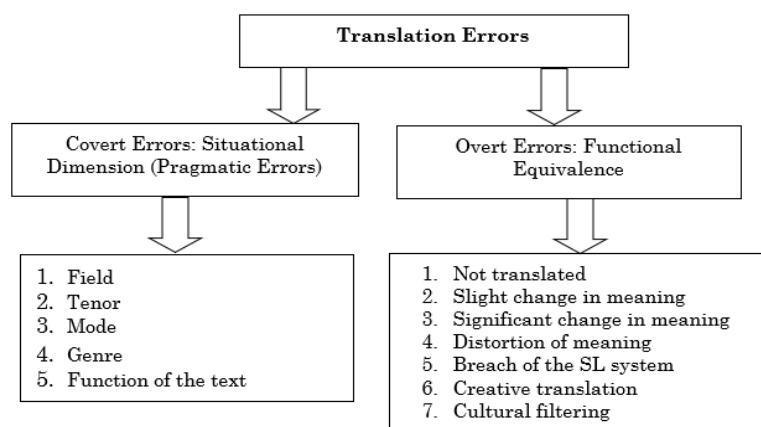 Translation Errors
Covert Errors: Situational
Dimension (Pragmatic Errors)
Overt Errors: Functional
Equivalence
1. Field
2. Tenor
3. Mode
4. Genre
5. Function of the text
1. Not translated
2. Slight change in meaning
3. Significant change in meaning
4. Distortion of meaning
5. Breach of the SL system
6. Creative translation
7. Cultural filtering